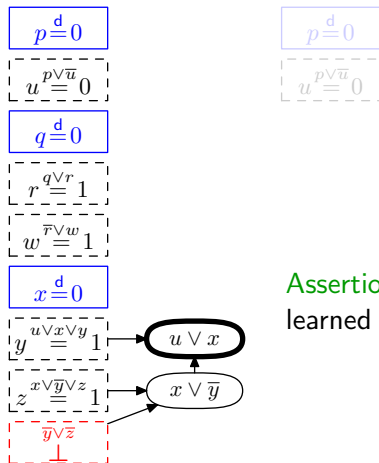 p =ᵈ 0
u =^{p∨u̅} 0
q =ᵈ 0
r =^{q∨r} 1
w =^{r̅∨w} 1
x =ᵈ 0
y =^{u∨x∨y} 1
u ∨ x
z =^{x∨y̅∨z} 1
x ∨ y̅
y̅∨z̅
⊥
p =ᵈ 0
u =^{p∨u̅} 0
Assertio
learned